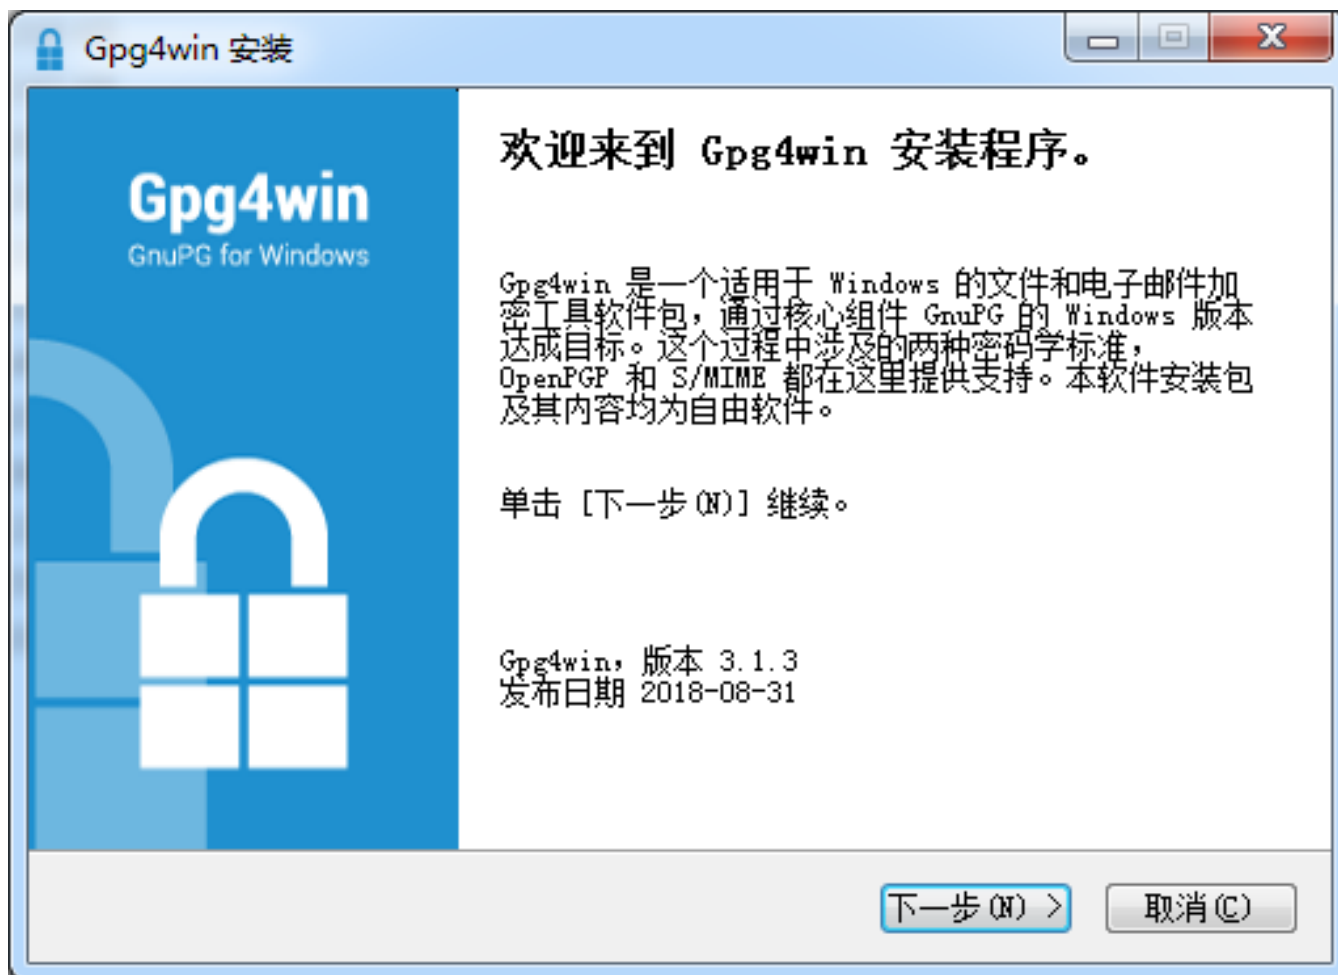 Gpg4win 安装
Gpg4win
GnuPG for Windows
欢迎来到 Gpg4win 安装程序。
Gpg4win 是一个适用于 Windows 的文件和电子邮件加
密工具软件包，通过核心组件 GnuPG 的 Windows 版本
达成目标。这个过程中涉及的两种密码学标准，
OpenPGP 和 S/MIME 都在这里提供支持。本软件安装包
及其内容均为自由软件。
单击 [下一步(N)] 继续。
Gpg4win，版本 3.1.3
发布日期 2018-08-31
下一步(N) >
取消(C)